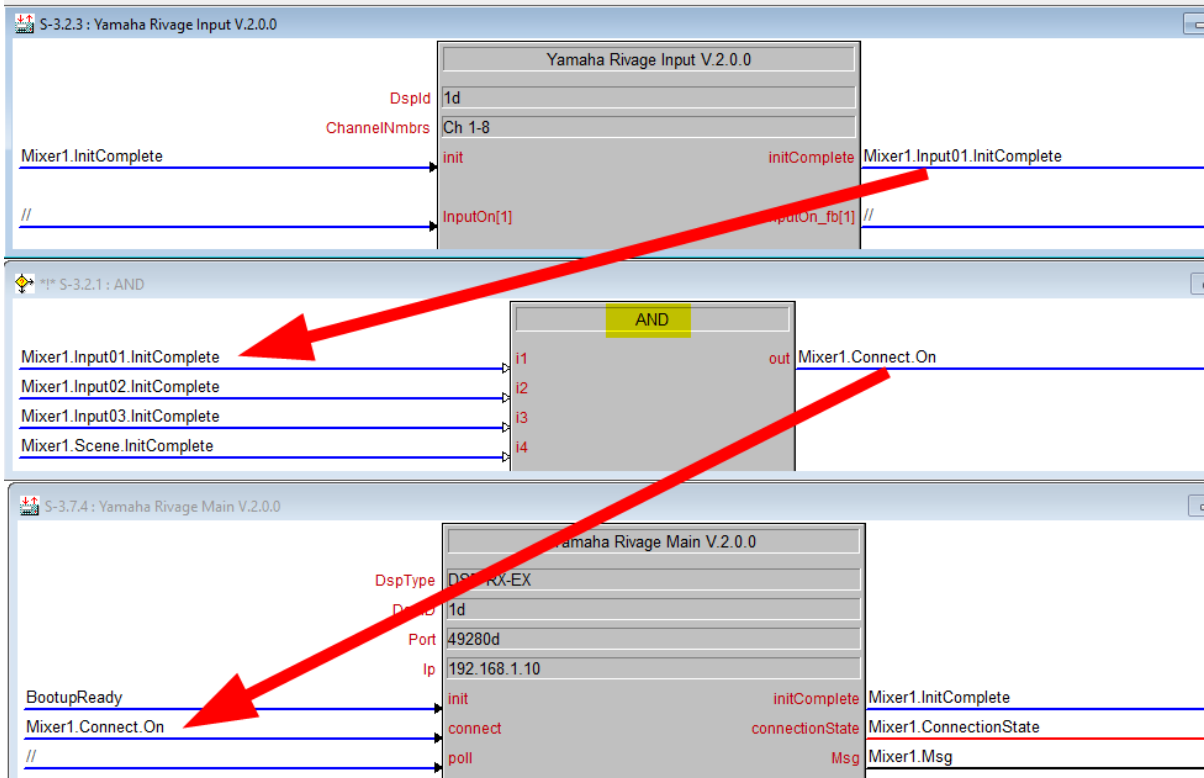 S-3.2.3 : Yamaha Rivage Input V.2.0.0
Yamaha Rivage Input V.2.0.0
DspId 1d
ChannelNmbrs Ch 1-8
Mixer1.InitComplete init initComplete Mixer1.Input01.InitComplete
// InputOn[1] InputOn_fb[1] //
*!* S-3.2.1 : AND
AND
Mixer1.Input01.InitComplete i1 out Mixer1.Connect.On
Mixer1.Input02.InitComplete i2
Mixer1.Input03.InitComplete i3
Mixer1.Scene.InitComplete i4
S-3.7.4 : Yamaha Rivage Main V.2.0.0
Yamaha Rivage Main V.2.0.0
DspType RX-EX
1d
Port 49280d
Ip 192.168.1.10
BootupReady init initComplete Mixer1.InitComplete
Mixer1.Connect.On connect connectionState Mixer1.ConnectionState
// poll Msg Mixer1.Msg